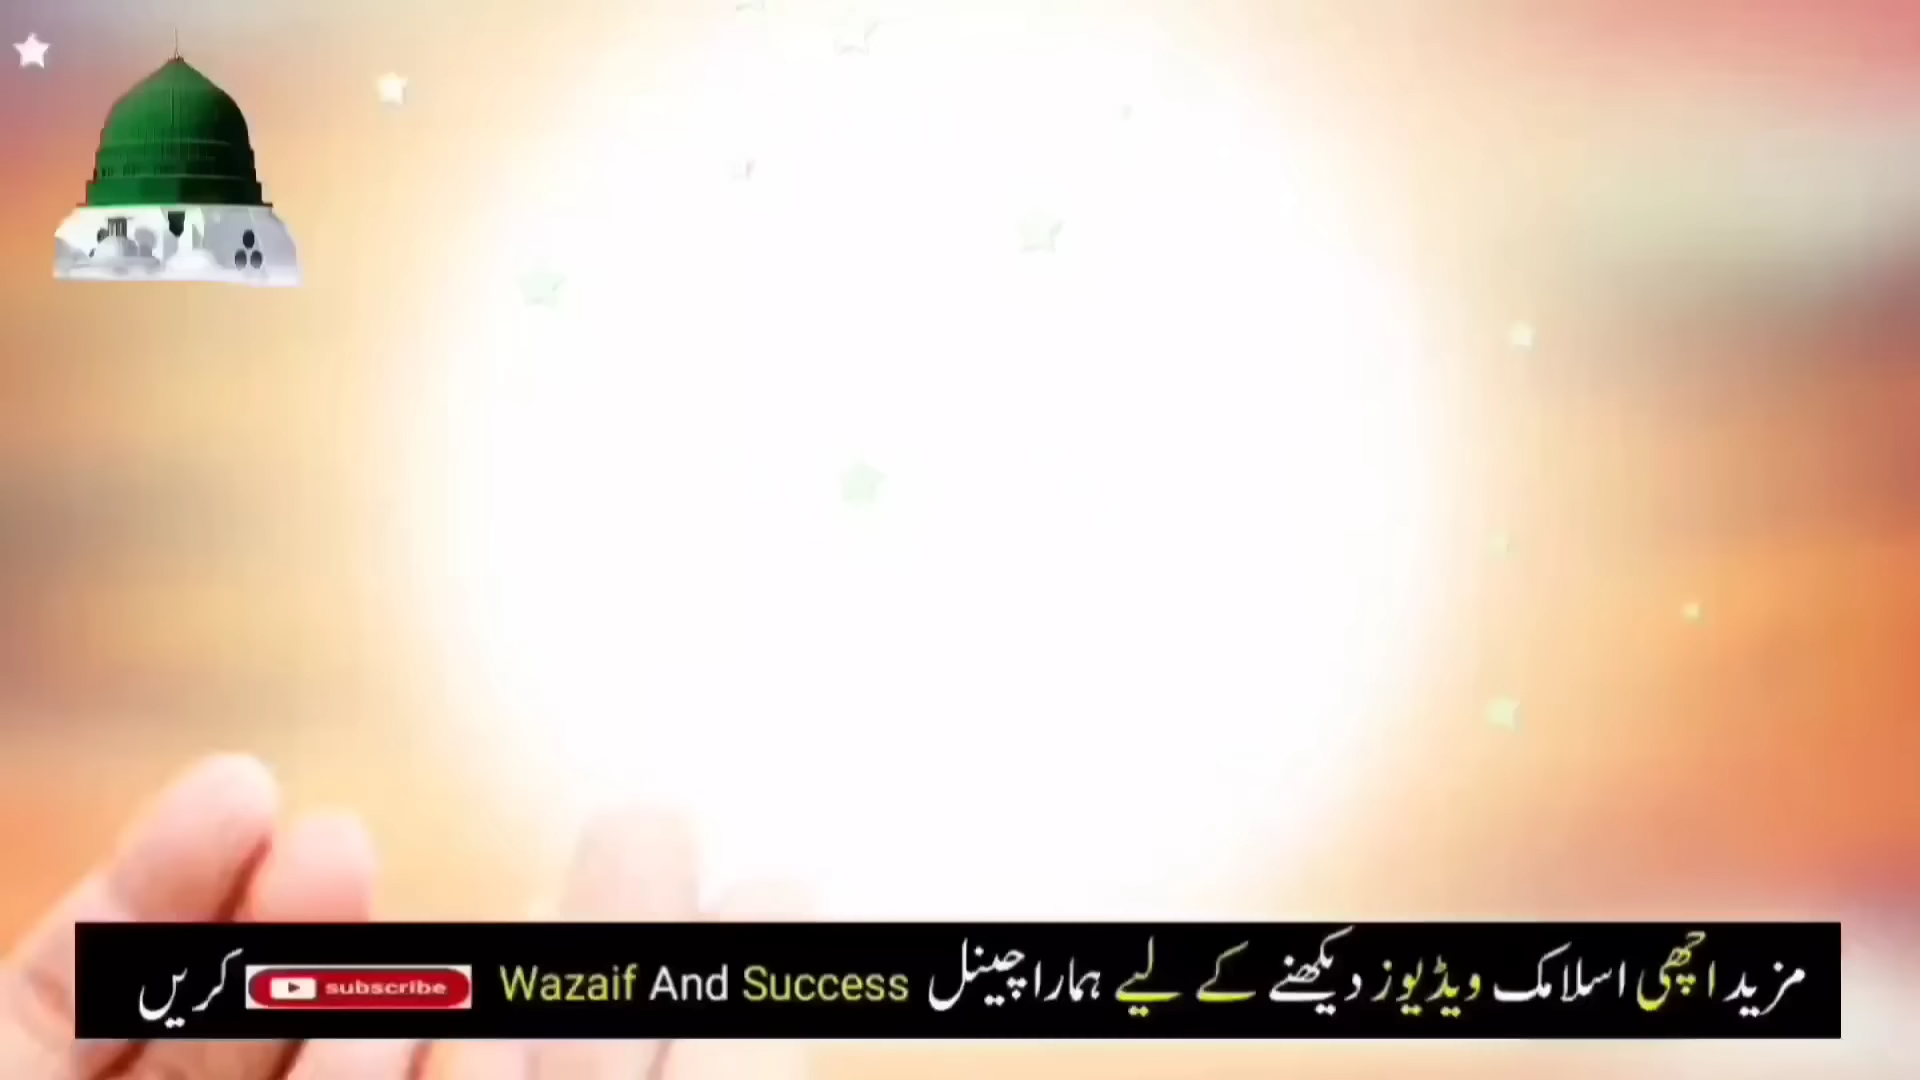 مزید اچھی اسلامک ویڈیوز دیکھنے کے لیے ہمارا چینل Wazaif And Success subscribe کریں